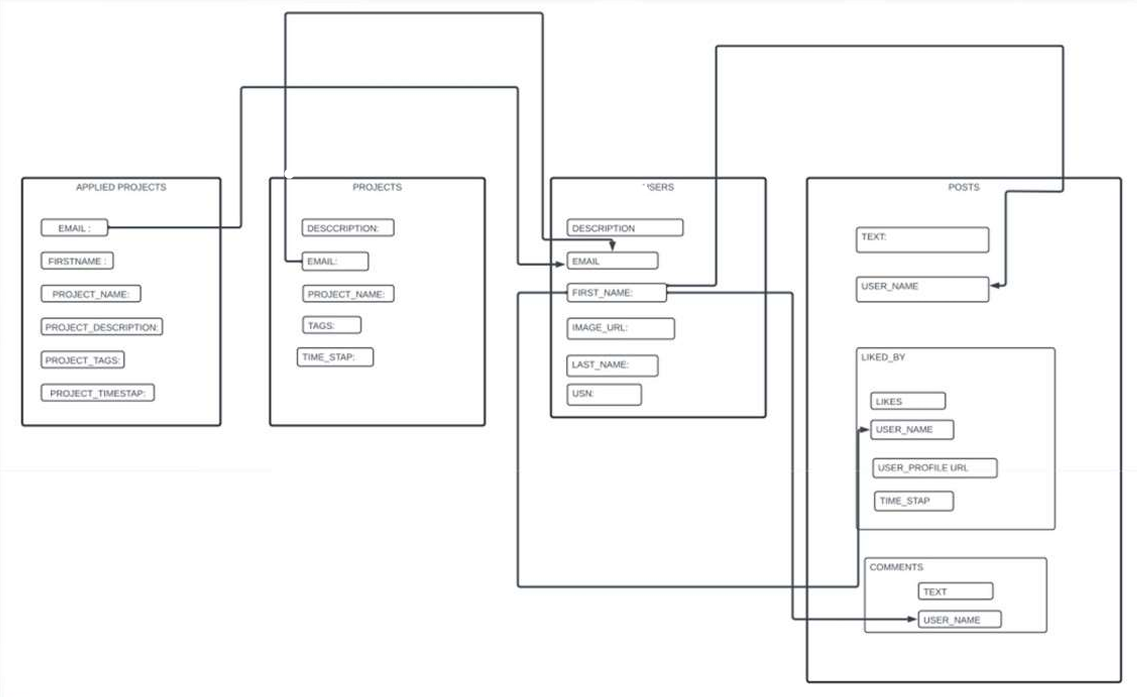 APPLIED PROJECTS
EMAIL :
FIRSTNAME :
PROJECT_NAME:
PROJECT_DESCRIPTION:
PROJECT_TAGS:
PROJECT_TIMESTAP:
PROJECTS
DESCCRIPTION:
EMAIL:
PROJECT_NAME:
TAGS:
TIME_STAP:
USERS
DESCRIPTION
EMAIL
FIRST_NAME:
IMAGE_URL:
LAST_NAME:
USN:
POSTS
TEXT:
USER_NAME
LIKED_BY
LIKES
USER_NAME
USER_PROFILE URL
TIME_STAP
COMMENTS
TEXT
USER_NAME